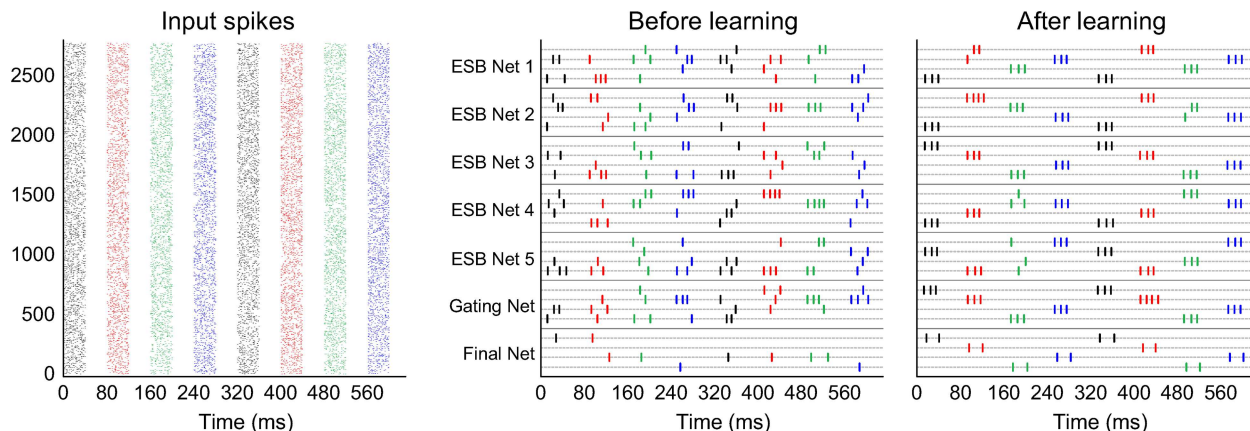 Input spikes
Before learning
After learning
2500
2000
1500
1000
500
0
ESB Net 1
ESB Net 2
ESB Net 3
ESB Net 4
ESB Net 5
Gating Net
Final Net
0 80 160 240 320 400 480 560
0 80 160 240 320 400 480 560
0 80 160 240 320 400 480 560
Time (ms)
Time (ms)
Time (ms)